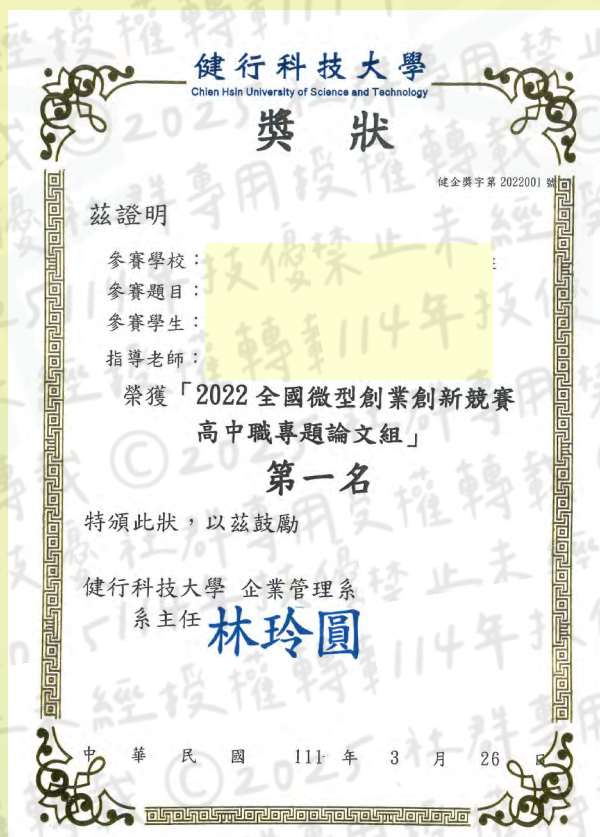 健行科技大學
Chien Hsin University of Science and Technology
獎 狀
健企獎字第 2022001 號
茲證明
參賽學校：
參賽題目：
參賽學生：
指導老師：
榮獲「2022 全國微型創業創新競賽
高中職專題論文組」
第一名
特頒此狀，以茲鼓勵
健行科技大學 企業管理系
系主任 林玲圓
中 華 民 國 111 年 3 月 26 日